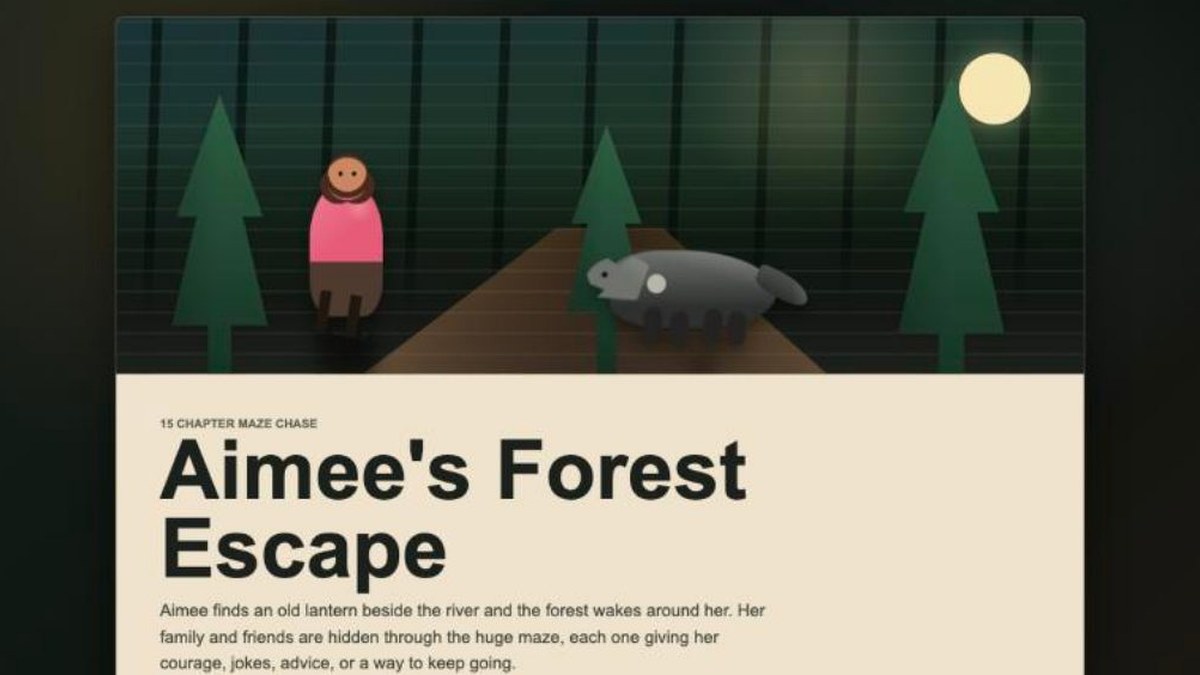 15 CHAPTER MAZE CHASE
Aimee's Forest
Escape
Aimee finds an old lantern beside the river and the forest wakes around her. Her
family and friends are hidden through the huge maze, each one giving her
courage, jokes, advice, or a way to keep going.